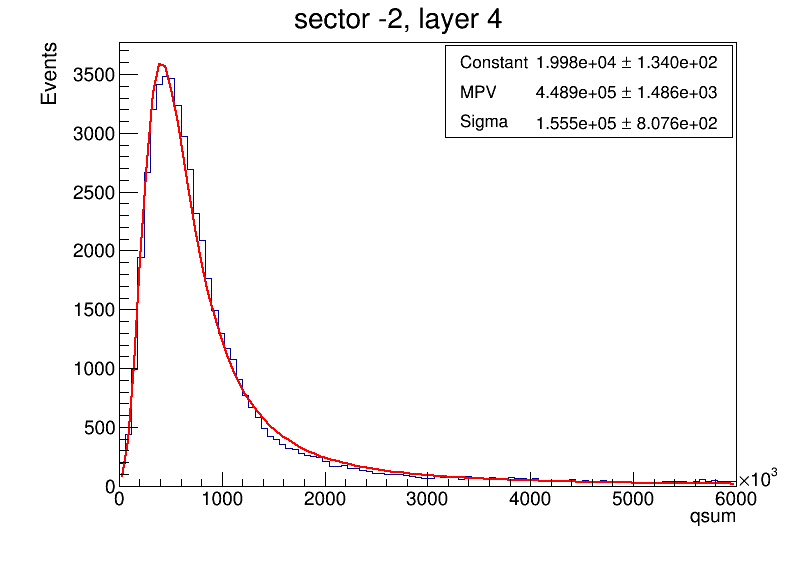 sector -2, layer 4
Events
Constant 1.998e+04 ± 1.340e+02
MPV 4.489e+05 ± 1.486e+03
Sigma 1.555e+05 ± 8.076e+02
3500
3000
2500
2000
1500
1000
500
0
0 1000 2000 3000 4000 5000 6000
×10³
qsum